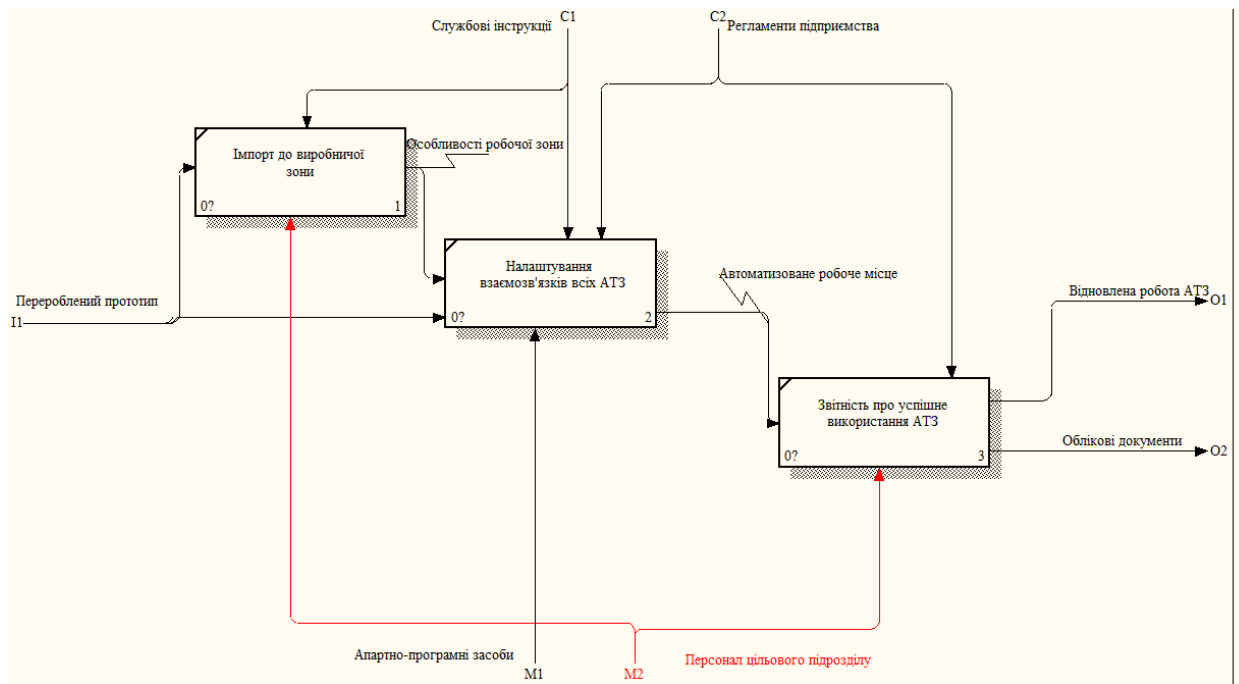 C1
C2
Службові інструкції
Регламенти підприємства
Особливості робочої зони
Імпорт до виробничої
зони
0?
1
Налаштування
взаємозв'язків всіх АТЗ
0?
2
Автоматизоване робоче місце
Перероблений прототип
I1
Відновлена робота АТЗ
O1
Звітність про успішне
використання АТЗ
0?
3
Облікові документи
O2
Апартно-програмні засоби
M1
M2
Персонал цільового підрозділу